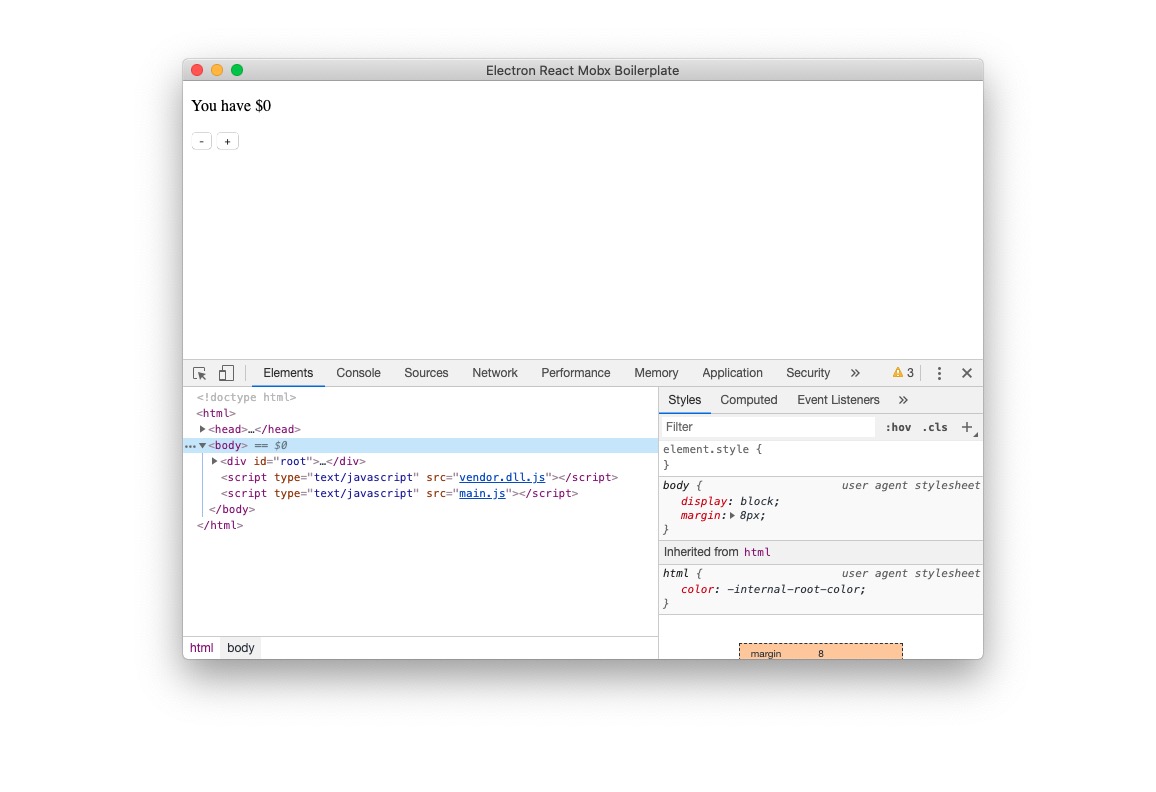 Electron React Mobx Boilerplate
You have $0
- +
Elements Console Sources Network Performance Memory Application Security » 3
<!doctype html>
<html>
<head>…</head>
… <body> == $0
<div id="root">…</div>
<script type="text/javascript" src="vendor.dll.js"></script>
<script type="text/javascript" src="main.js"></script>
</body>
</html>
html body
Styles Computed Event Listeners »
Filter :hov .cls +
element.style {
}
body { user agent stylesheet
display: block;
margin: 8px;
}
Inherited from html
html { user agent stylesheet
color: -internal-root-color;
}
margin 8